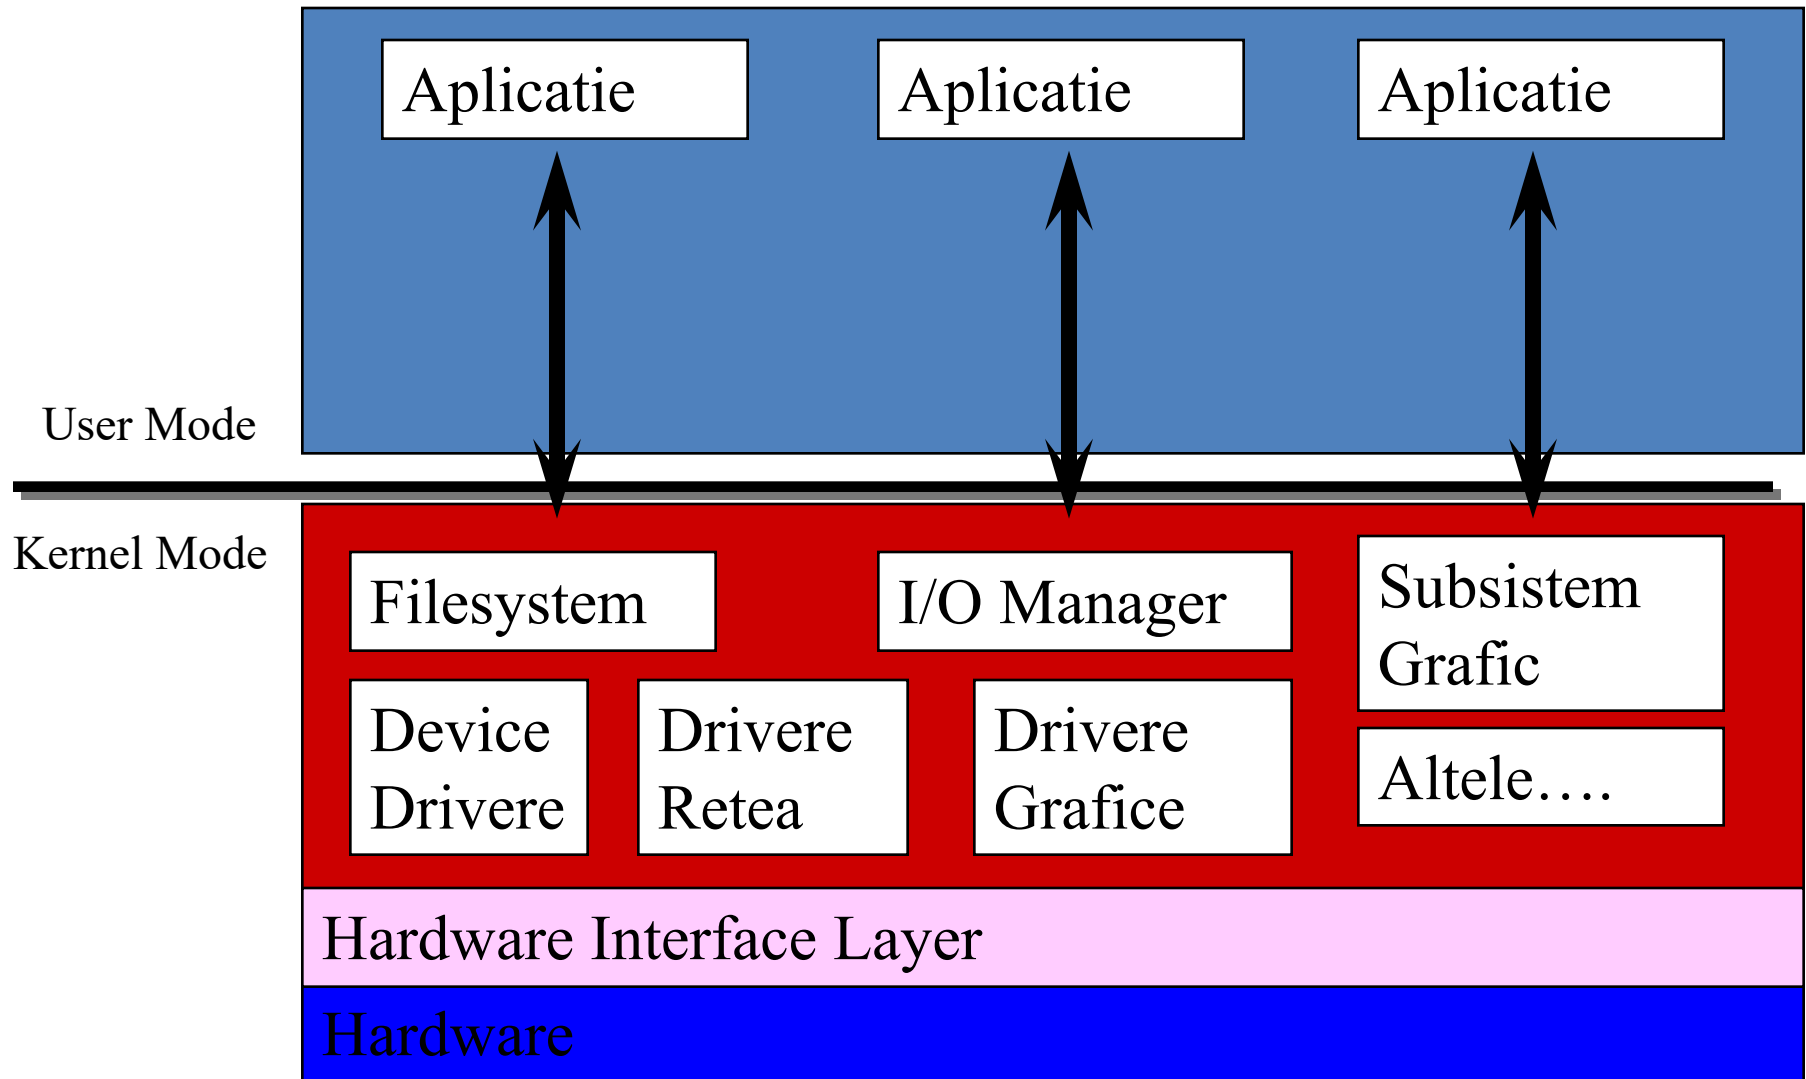 Aplicatie
Aplicatie
Aplicatie
User Mode
Kernel Mode
Filesystem
I/O Manager
Subsistem
Grafic
Device
Drivere
Drivere
Retea
Drivere
Grafice
Altele….
Hardware Interface Layer
Hardware